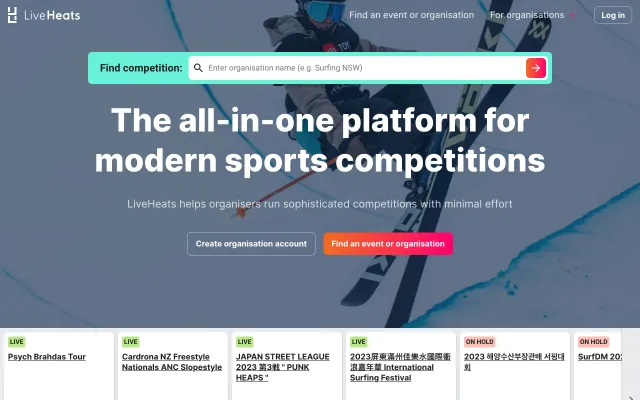 LiveHeats
Find an event or organisation
For organisations
Log in
Find competition:
Enter organisation name (e.g. Surfing NSW)
The all-in-one platform for
modern sports competitions
LiveHeats helps organisers run sophisticated competitions with minimal effort
Create organisation account
Find an event or organisation
LIVE
Psych Brahdas Tour
LIVE
Cardrona NZ Freestyle
Nationals ANC Slopestyle
LIVE
JAPAN STREET LEAGUE
2023 第3戦 " PUNK
HEAPS "
LIVE
2023屏東滿州佳樂水國際衝
浪嘉年華 International
Surfing Festival
ON HOLD
2023 해양수산부장관배 서핑대
회
ON HOLD
SurfDM 202